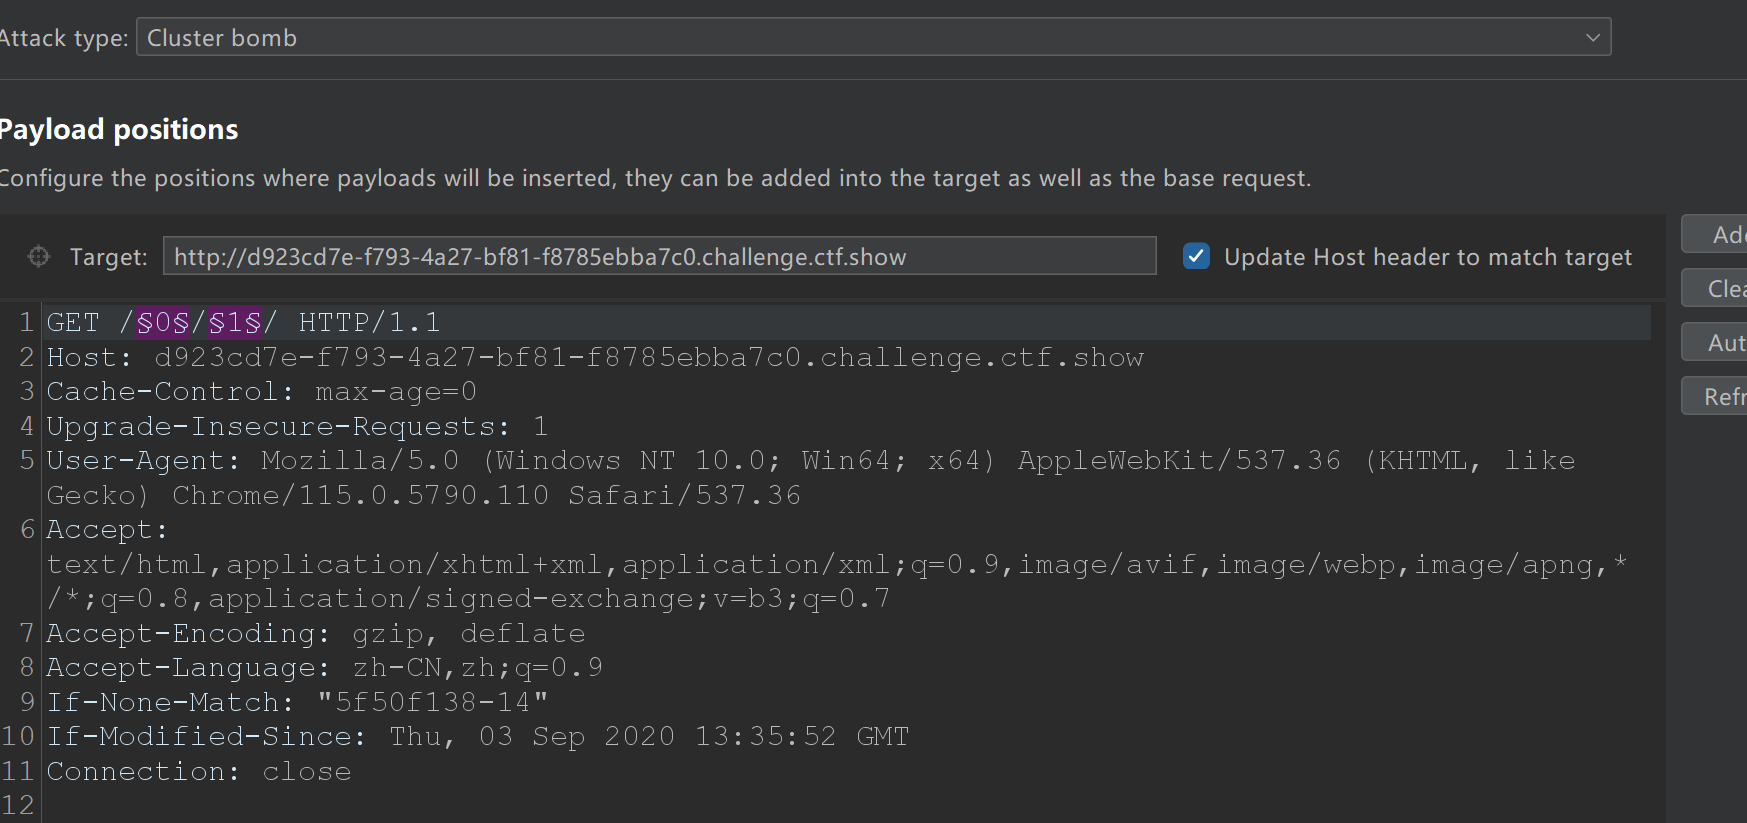 Attack type: Cluster bomb
Payload positions
Configure the positions where payloads will be inserted, they can be added into the target as well as the base request.
Target: http://d923cd7e-f793-4a27-bf81-f8785ebba7c0.challenge.ctf.show Update Host header to match target
Add
Clea
Aut
Refr
1 GET /§0§/§1§/ HTTP/1.1
2 Host: d923cd7e-f793-4a27-bf81-f8785ebba7c0.challenge.ctf.show
3 Cache-Control: max-age=0
4 Upgrade-Insecure-Requests: 1
5 User-Agent: Mozilla/5.0 (Windows NT 10.0; Win64; x64) AppleWebKit/537.36 (KHTML, like
Gecko) Chrome/115.0.5790.110 Safari/537.36
6 Accept:
text/html,application/xhtml+xml,application/xml;q=0.9,image/avif,image/webp,image/apng,*
/*;q=0.8,application/signed-exchange;v=b3;q=0.7
7 Accept-Encoding: gzip, deflate
8 Accept-Language: zh-CN,zh;q=0.9
9 If-None-Match: "5f50f138-14"
10 If-Modified-Since: Thu, 03 Sep 2020 13:35:52 GMT
11 Connection: close
12